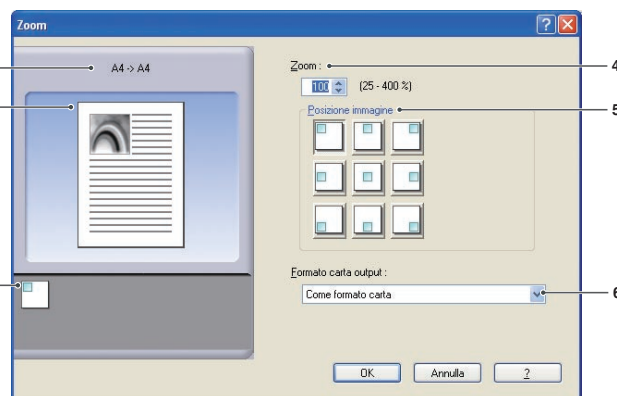 Zoom
A4 -> A4
Zoom :
4
100
(25 - 400 %)
Posizione immagine
5
Formato carta output :
Come formato carta
6
OK
Annulla
?